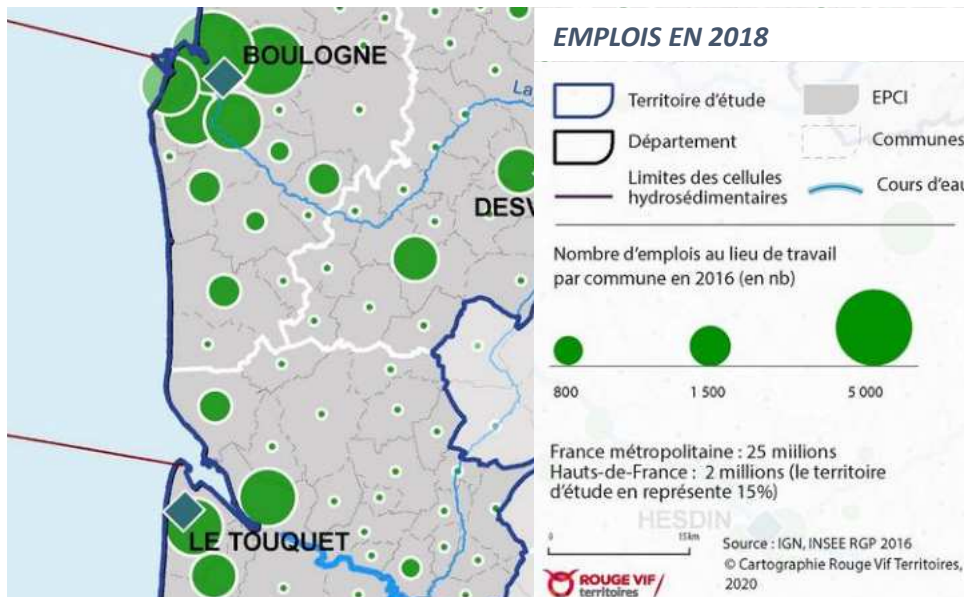 BOULOGNE
La
DESV
LE TOUQUET
EMPLOIS EN 2018
Territoire d'étude
EPCI
Département
Communes
Limites des cellules
hydrosédimentaires
Cours d'eau
Nombre d'emplois au lieu de travail
par commune en 2016 (en nb)
800
1 500
5 000
France métropolitaine : 25 miilions
Hauts-de-France : 2 millions (le territoire
d'étude en représente 15%)
HESDIN
0
15km
Source : IGN, INSEE RGP 2016
© Cartographie Rouge Vif Territoires,
2020
ROUGE VIF/
territoires